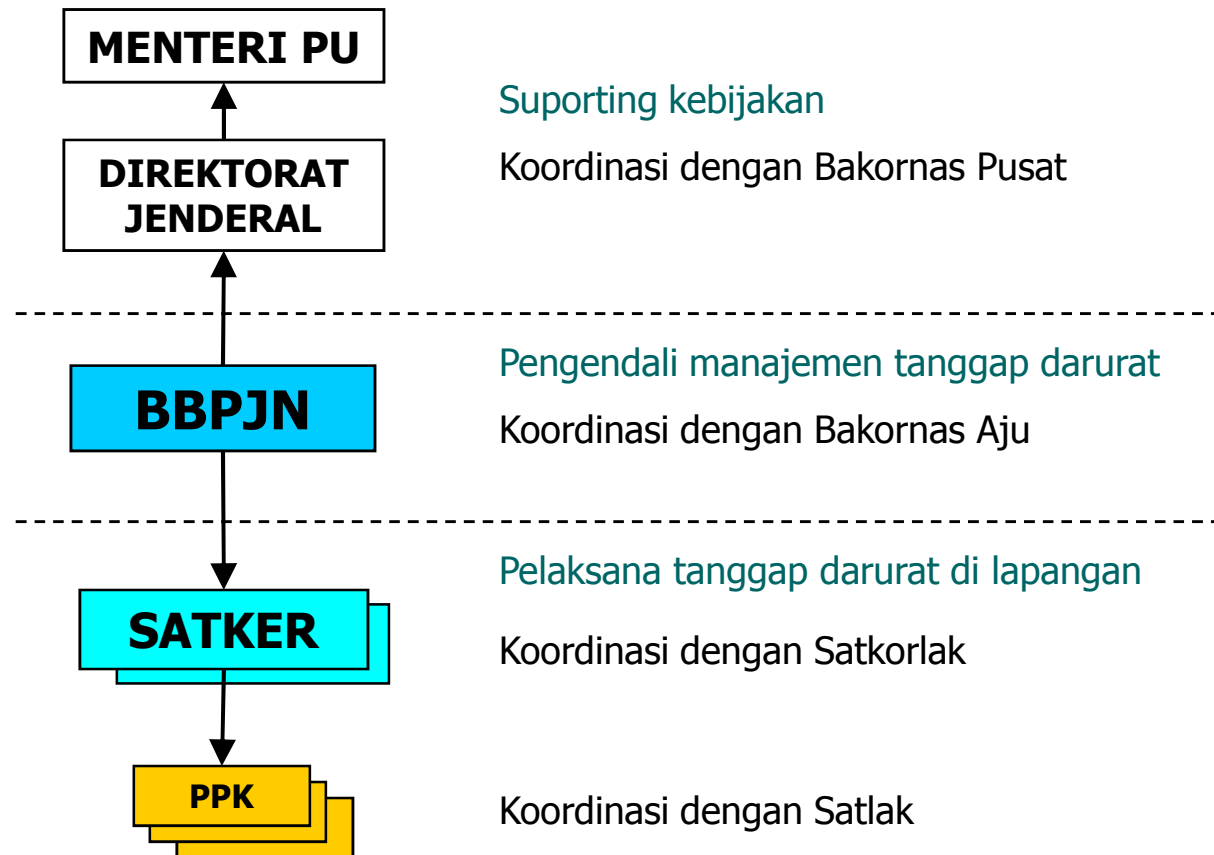 MENTERI PU
Suporting kebijakan
DIREKTORAT
JENDERAL
Koordinasi dengan Bakornas Pusat
BBPJN
Pengendali manajemen tanggap darurat
Koordinasi dengan Bakornas Aju
SATKER
Pelaksana tanggap darurat di lapangan
Koordinasi dengan Satkorlak
PPK
Koordinasi dengan Satlak